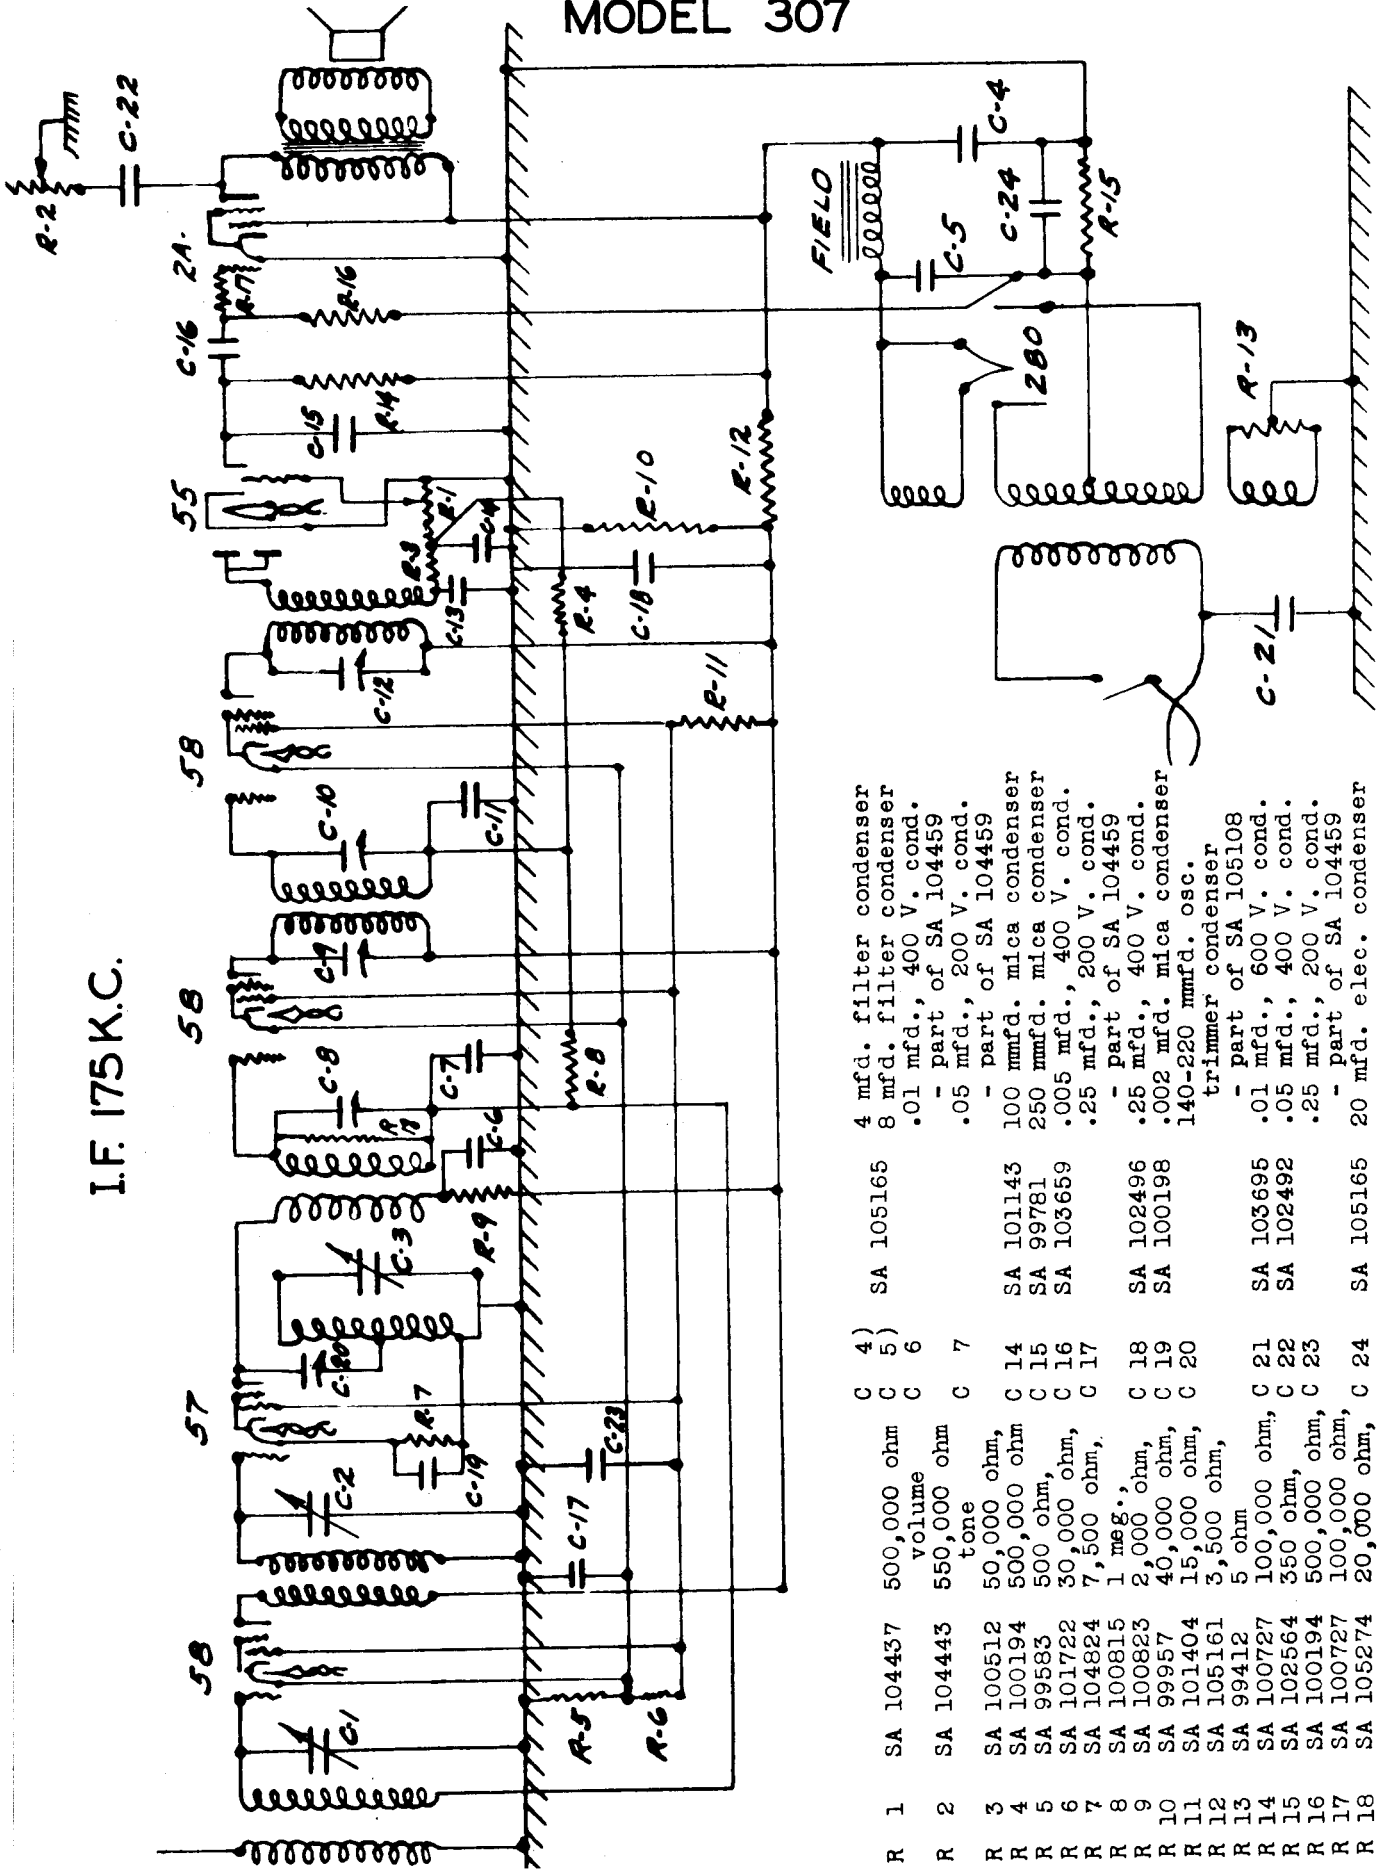 MODEL 307
I.F. 175 K.C.
58
57
58
58
55
2A.
C-1
C-2
C-20
C-3
R-7
C-19
R-9
C-6
R 18
C-8
C-7
C-9
C-10
C-11
C-12
C-13
R-3
R-1
C-14
C-15
R-14
C-16
R-17
R-16
R-2
C-22
R-5
R-6
C-17
C-23
R-8
R-4
R-11
C-18
R-10
R-12
FIELD
C-5
C-4
C-24
R-15
280
R-13
C-21
R 1 SA 104437 500,000 ohm
volume
R 2 SA 104443 550,000 ohm
tone
R 3 SA 100512 50,000 ohm,
R 4 SA 100194 500,000 ohm
R 5 SA 99583 500 ohm,
R 6 SA 101722 30,000 ohm,
R 7 SA 104824 7,500 ohm,
R 8 SA 100815 1 meg.,
R 9 SA 100823 2,000 ohm,
R 10 SA 99957 40,000 ohm,
R 11 SA 101404 15,000 ohm,
R 12 SA 105161 3,500 ohm,
R 13 SA 99412 5 ohm
R 14 SA 100727 100,000 ohm,
R 15 SA 102564 350 ohm,
R 16 SA 100194 500,000 ohm,
R 17 SA 100727 100,000 ohm,
R 18 SA 105274 20,000 ohm,
C 4) 4 mfd. filter condenser
C 5) SA 105165 8 mfd. filter condenser
C 6 .01 mfd., 400 V. cond.
- part of SA 104459
C 7 .05 mfd., 200 V. cond.
- part of SA 104459
C 14 SA 101143 100 mmfd. mica condenser
C 15 SA 99781 250 mmfd. mica condenser
C 16 SA 103659 .005 mfd., 400 V. cond.
C 17 .25 mfd., 200 V. cond.
- part of SA 104459
C 18 SA 102496 .25 mfd., 400 V. cond.
C 19 SA 100198 .002 mfd. mica condenser
C 20 140-220 mmfd. osc.
trimmer condenser
- part of SA 105108
C 21 SA 103695 .01 mfd., 600 V. cond.
C 22 SA 102492 .05 mfd., 400 V. cond.
C 23 .25 mfd., 200 V. cond.
- part of SA 104459
C 24 SA 105165 20 mfd. elec. condenser